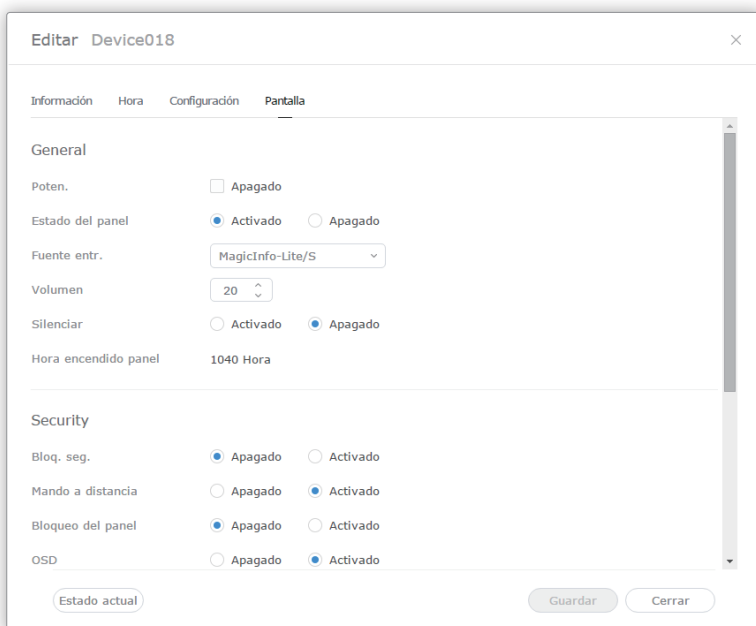 Editar Device018
Información Hora Configuración Pantalla
General
Poten. Apagado
Estado del panel Activado Apagado
Fuente entr. MagicInfo-Lite/S
Volumen 20
Silenciar Activado Apagado
Hora encendido panel 1040 Hora
Security
Bloq. seg. Apagado Activado
Mando a distancia Apagado Activado
Bloqueo del panel Apagado Activado
OSD Apagado Activado
Estado actual Guardar Cerrar